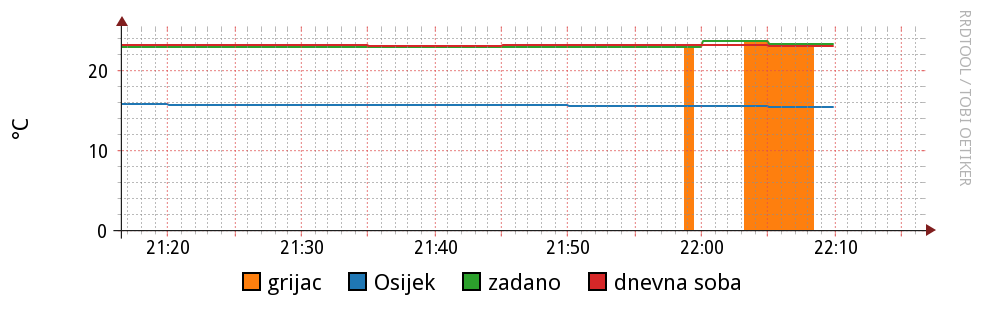 RRDTOOL / TOBI OETIKER
°C
20
10
0
21:20 21:30 21:40 21:50 22:00 22:10
grijac Osijek zadano dnevna soba